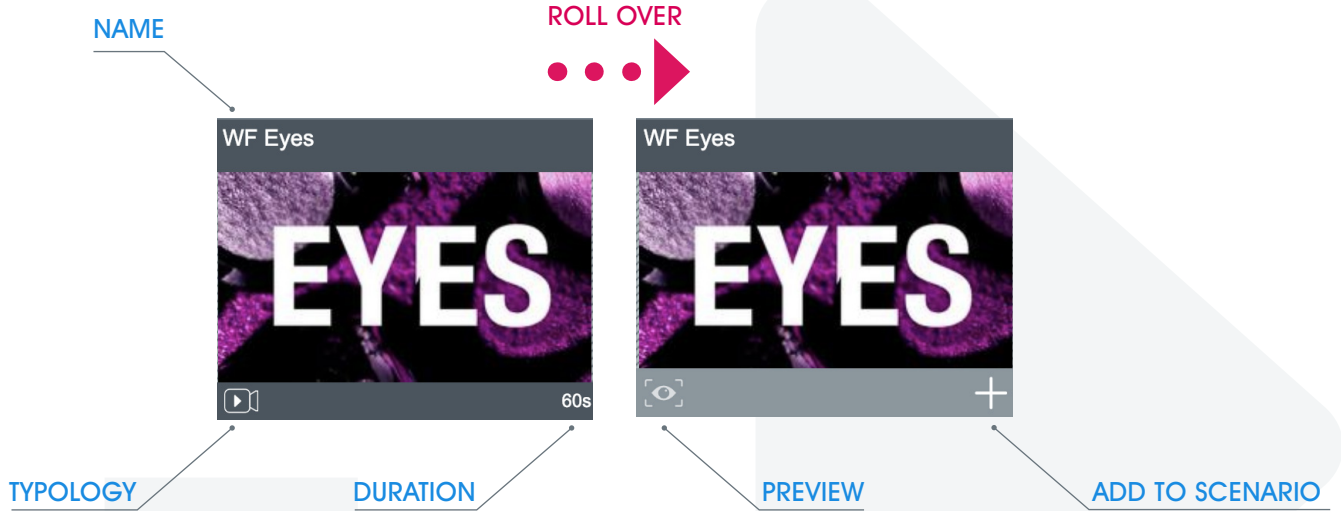 ROLL OVER
NAME
WF Eyes
WF Eyes
EYES
EYES
60s
TYPOLOGY
DURATION
PREVIEW
ADD TO SCENARIO